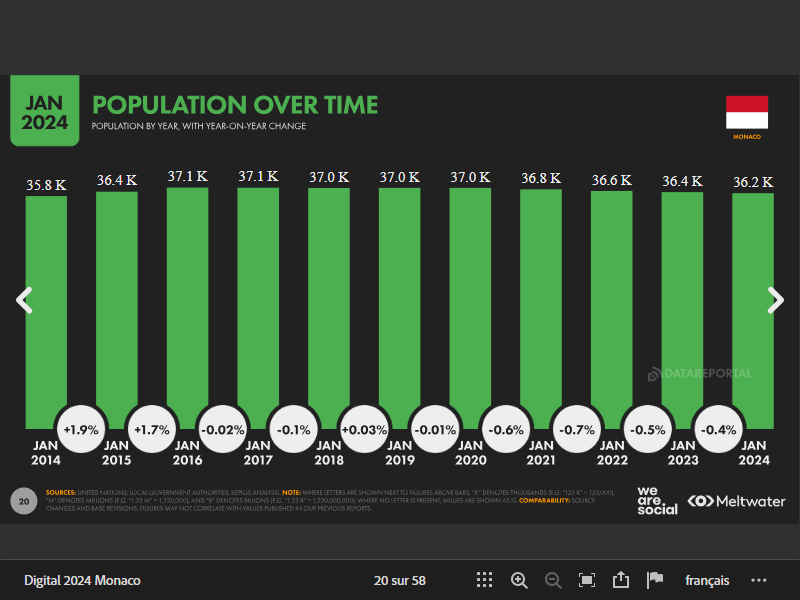 JAN
2024
POPULATION OVER TIME
POPULATION BY YEAR, WITH YEAR-ON-YEAR CHANGE
MONACO
35.8 K
36.4 K
37.1 K
37.1 K
37.0 K
37.0 K
37.0 K
36.8 K
36.6 K
36.4 K
36.2 K
DATAREPORTAL
+1.9%
+1.7%
-0.02%
-0.1%
+0.03%
-0.01%
-0.6%
-0.7%
-0.5%
-0.4%
JAN
2014
JAN
2015
JAN
2016
JAN
2017
JAN
2018
JAN
2019
JAN
2020
JAN
2021
JAN
2022
JAN
2023
JAN
2024
20
SOURCES: UNITED NATIONS; LOCAL GOVERNMENT AUTHORITIES; KEPIOS ANALYSIS. NOTE: WHERE LETTERS ARE SHOWN NEXT TO FIGURES ABOVE BARS, "K" DENOTES THOUSANDS (E.G. "123 K" = 123,000),
"M" DENOTES MILLIONS (E.G. "1.23 M" = 1,230,000), AND "B" DENOTES BILLIONS (E.G. "1.23 B" = 1,230,000,000). WHERE NO LETTER IS PRESENT, VALUES ARE SHOWN AS IS. COMPARABILITY: SOURCE
CHANGES AND BASE REVISIONS. FIGURES MAY NOT CORRELATE WITH VALUES PUBLISHED IN OUR PREVIOUS REPORTS.
we
are.
social
Meltwater
Digital 2024 Monaco
20 sur 58
français